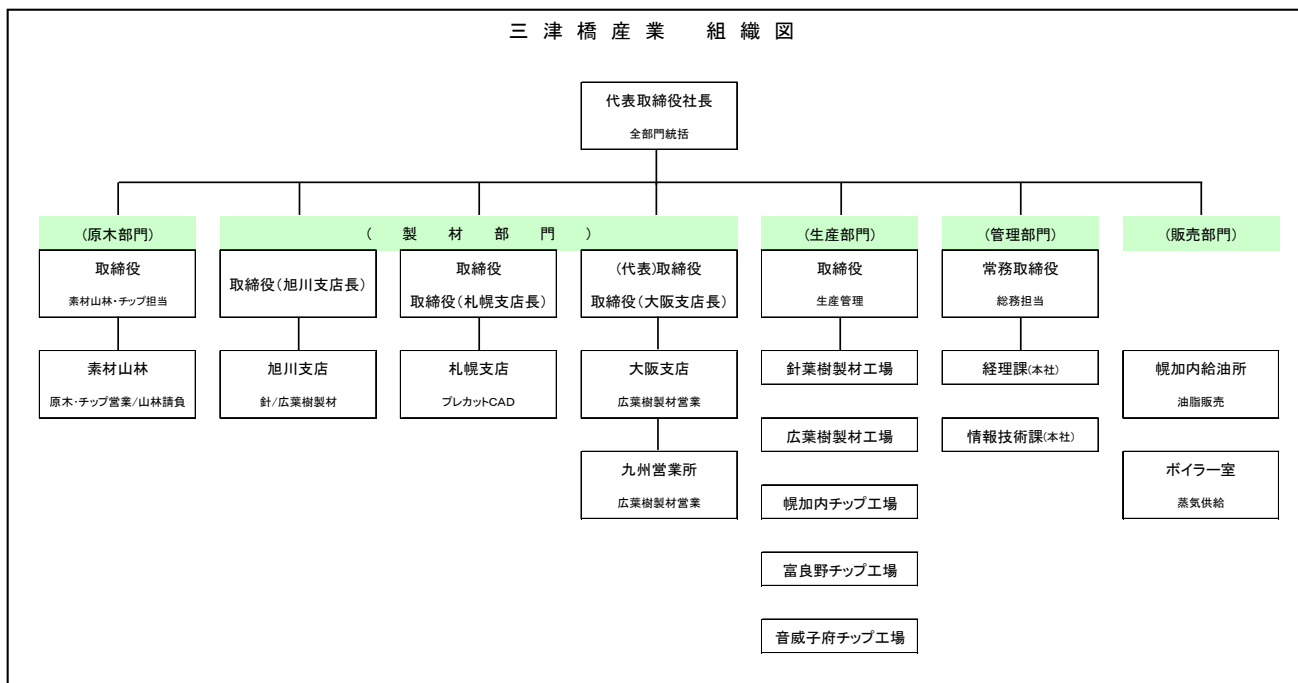 三津橋産業 組織図
代表取締役社長
全部門統括
(原木部門)
(製材部門)
(生産部門)
(管理部門)
(販売部門)
取締役
素材山林・チップ担当
取締役(旭川支店長)
取締役
取締役(札幌支店長)
(代表)取締役
取締役(大阪支店長)
取締役
生産管理
常務取締役
総務担当
素材山林
原木・チップ営業/山林請負
旭川支店
針/広葉樹製材
札幌支店
プレカットCAD
大阪支店
広葉樹製材営業
針葉樹製材工場
経理課(本社)
幌加内給油所
油脂販売
広葉樹製材工場
情報技術課(本社)
九州営業所
広葉樹製材営業
ボイラー室
蒸気供給
幌加内チップ工場
富良野チップ工場
音威子府チップ工場